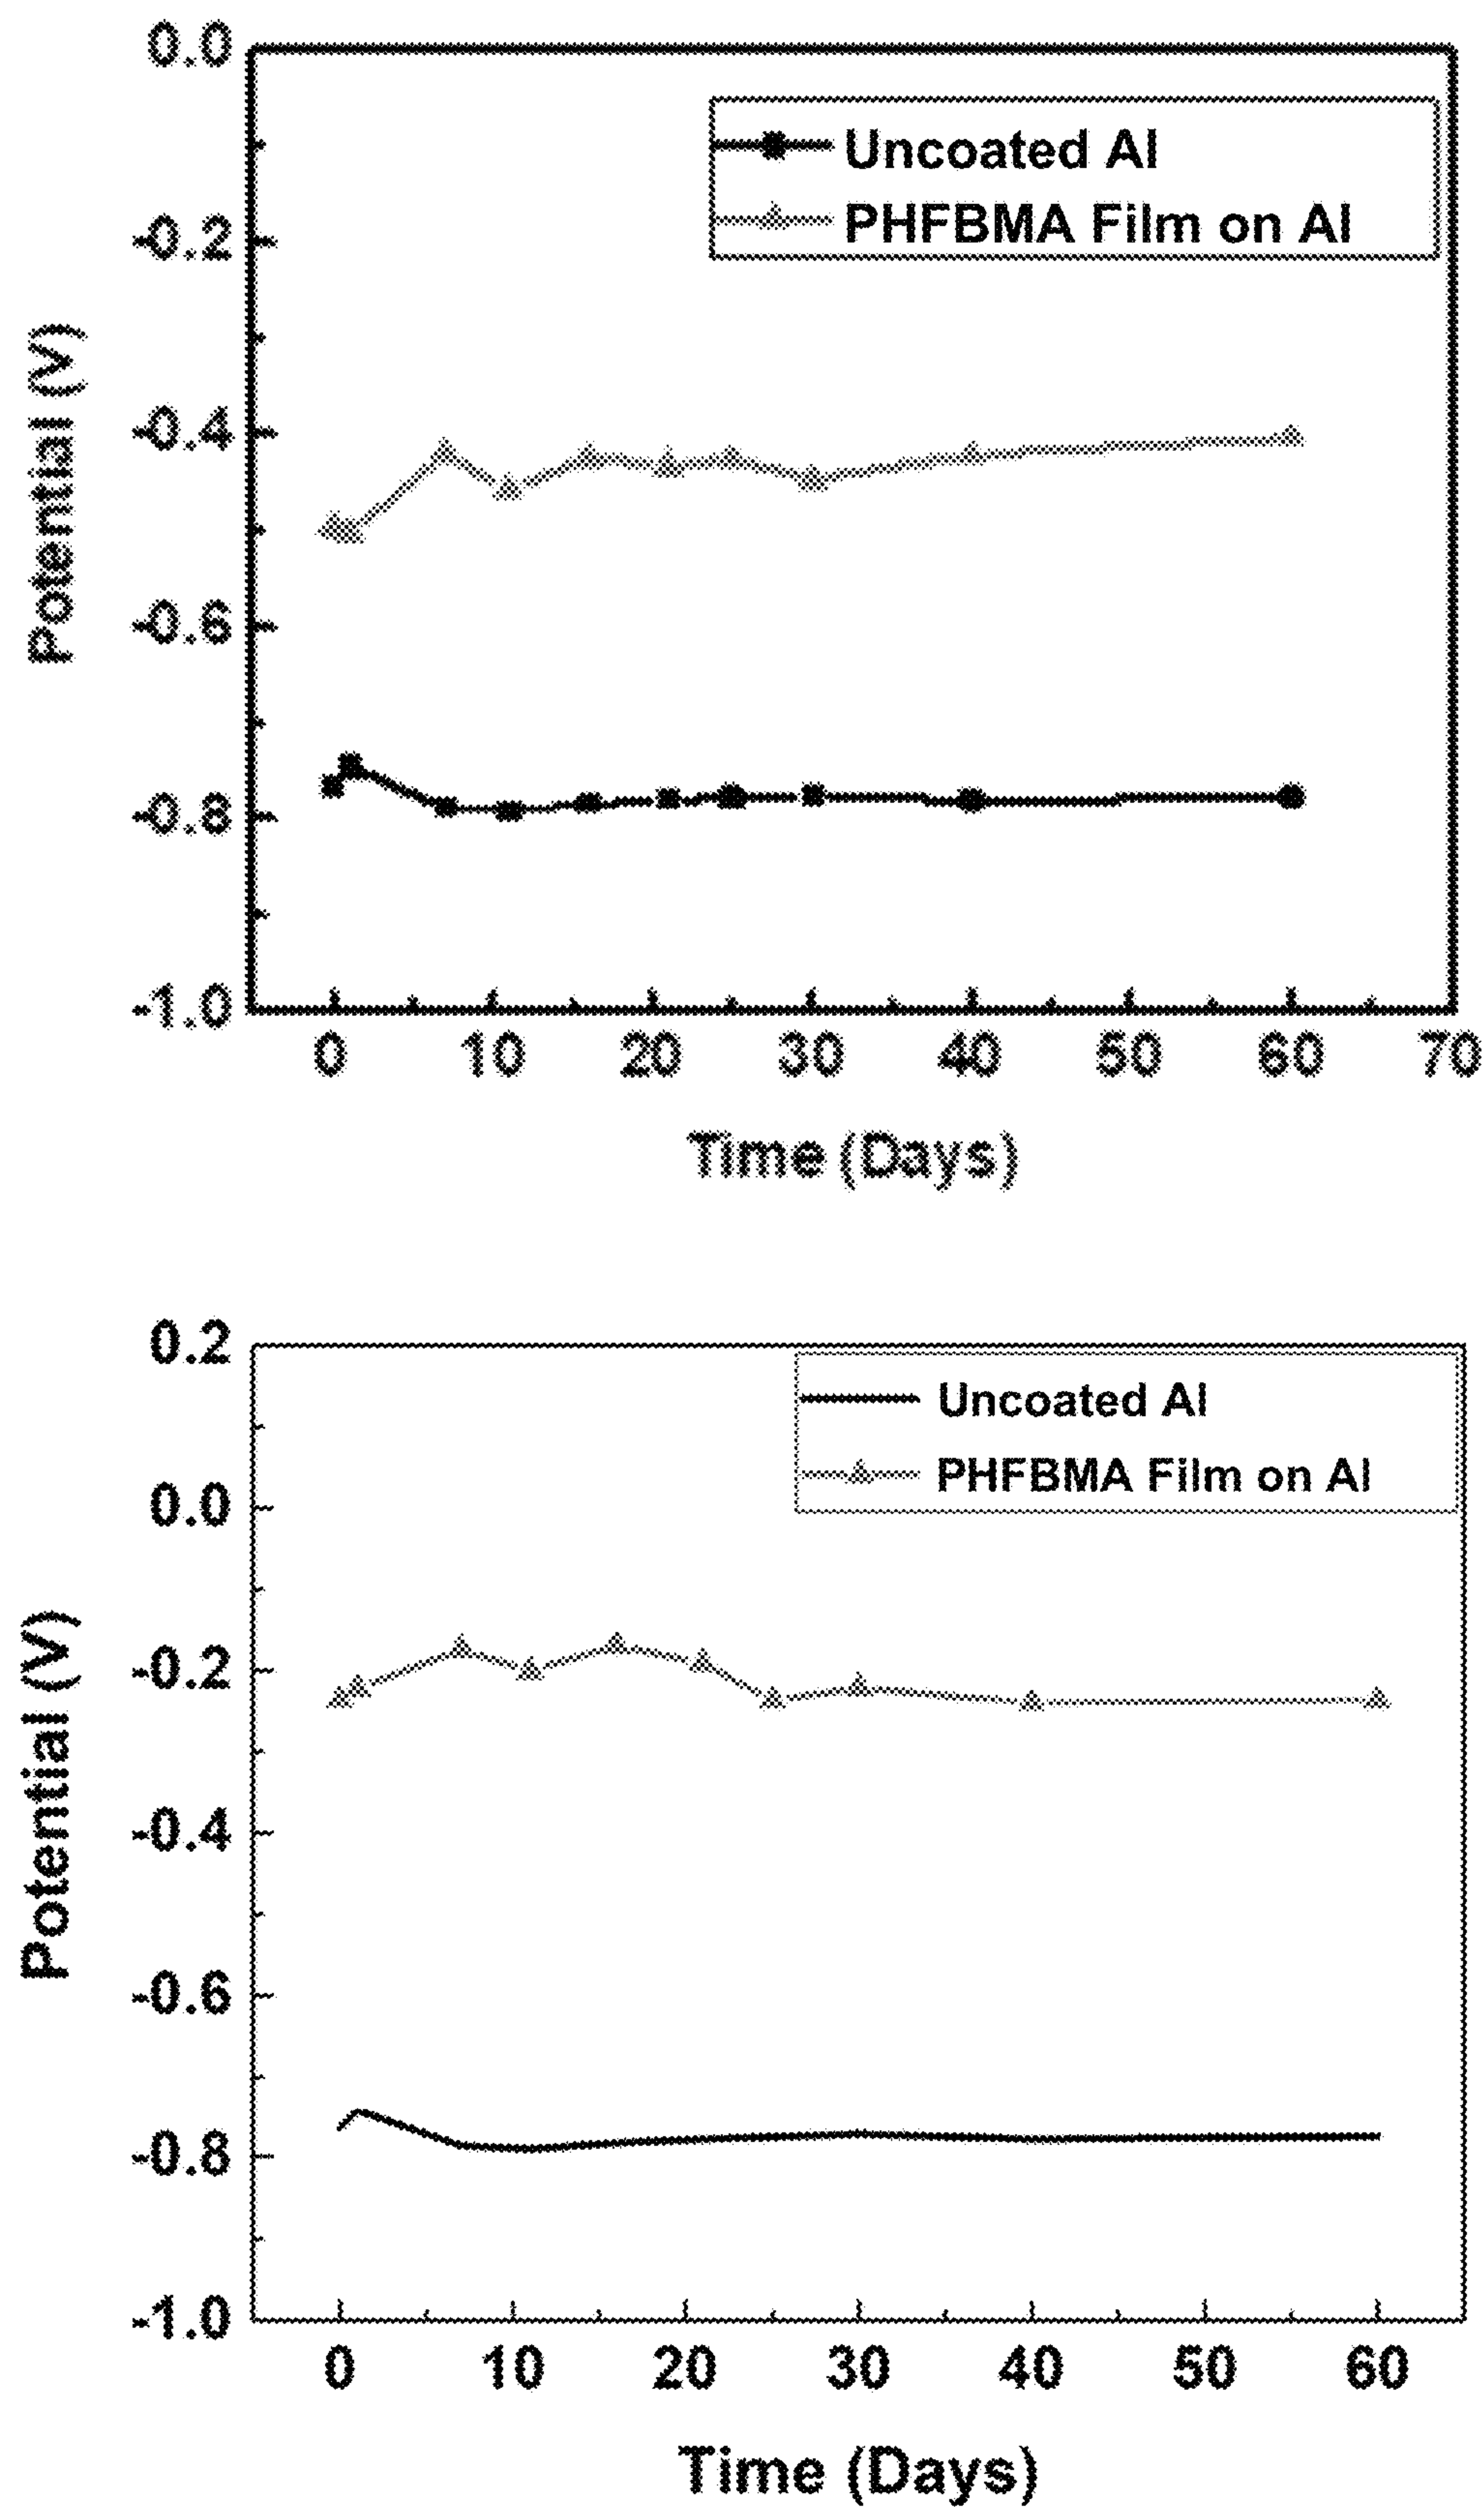 0.0
Uncoated Al
PHFBMA Film on Al
-0.2
-0.4
-0.6
-0.8
-1.0
Potential (V)
0 10 20 30 40 50 60 70
Time (Days)
0.2
Uncoated Al
PHFBMA Film on Al
0.0
-0.2
-0.4
-0.6
-0.8
-1.0
Potential (V)
0 10 20 30 40 50 60
Time (Days)